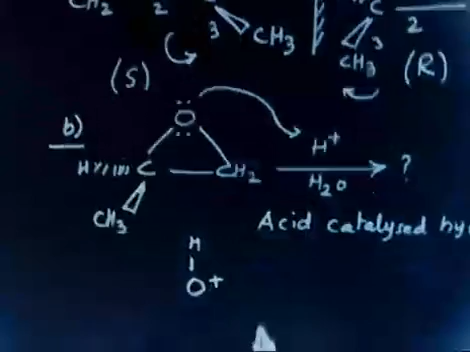 CH2 2 3 CH3 C 3 CH3 2
(S) (R)
b) O H+
H C CH2 H2O ?
CH3
Acid catalysed hy
H
O+